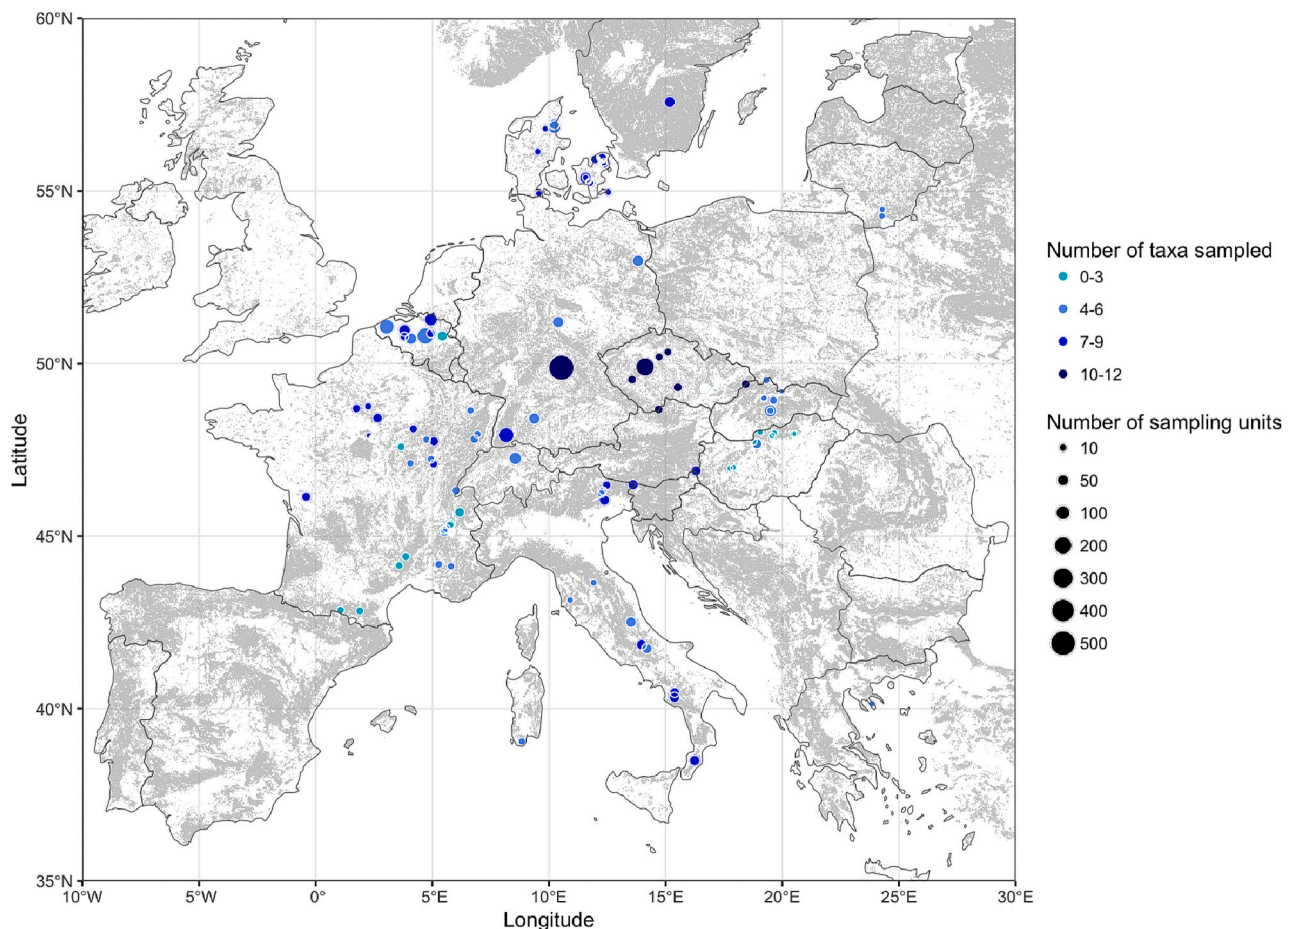 60°N
55°N
50°N
45°N
40°N
35°N
10°W
5°W
0°
5°E
10°E
15°E
20°E
25°E
30°E
Latitude
Longitude
Number of taxa sampled
0-3
4-6
7-9
10-12
Number of sampling units
10
50
100
200
300
400
500